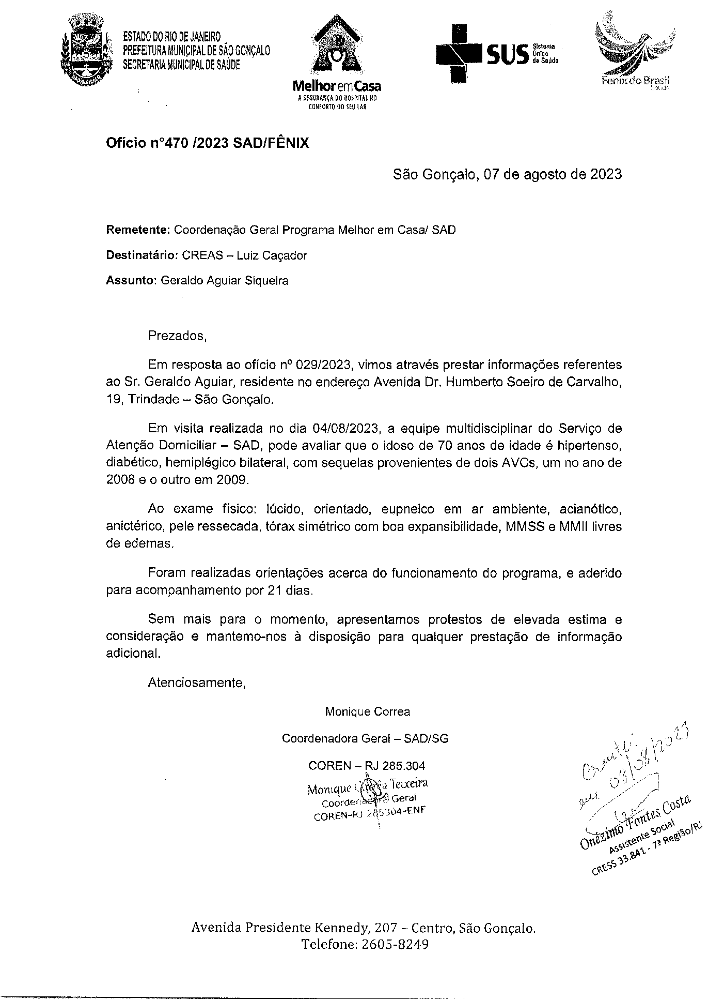 ESTADO DO RIO DE JANEIRO
PREFEITURA MUNICIPAL DE SÃO GONÇALO
SECRETARIA MUNICIPAL DE SAÚDE
SÃO GONÇALO
Melhor em Casa
A SEGURANÇA DO HOSPITAL NO
CONFORTO DO SEU LAR
SUS
Sistema
Único
de Saúde
Fenix do Brasil
Saúde
Ofício n°470 /2023 SAD/FÊNIX
São Gonçalo, 07 de agosto de 2023
Remetente: Coordenação Geral Programa Melhor em Casa/ SAD
Destinatário: CREAS – Luiz Caçador
Assunto: Geraldo Aguiar Siqueira
Prezados,
Em resposta ao ofício nº 029/2023, vimos através prestar informações referentes
ao Sr. Geraldo Aguiar, residente no endereço Avenida Dr. Humberto Soeiro de Carvalho,
19, Trindade – São Gonçalo.
Em visita realizada no dia 04/08/2023, a equipe multidisciplinar do Serviço de
Atenção Domiciliar – SAD, pode avaliar que o idoso de 70 anos de idade é hipertenso,
diabético, hemiplégico bilateral, com sequelas provenientes de dois AVCs, um no ano de
2008 e o outro em 2009.
Ao exame físico: lúcido, orientado, eupneico em ar ambiente, acianótico,
anictérico, pele ressecada, tórax simétrico com boa expansibilidade, MMSS e MMII livres
de edemas.
Foram realizadas orientações acerca do funcionamento do programa, e aderido
para acompanhamento por 21 dias.
Sem mais para o momento, apresentamos protestos de elevada estima e
consideração e mantemo-nos à disposição para qualquer prestação de informação
adicional.
Atenciosamente,
Monique Correa
Coordenadora Geral – SAD/SG
COREN – RJ 285.304
Monique Teixeira
Coordenadora Geral
COREN-RJ 285304-ENF
08/08/2023
Onézimo Fontes Costa
Assistente Social
CRESS 33.841 - 7ª Região/RJ
Avenida Presidente Kennedy, 207 – Centro, São Gonçalo.
Telefone: 2605-8249